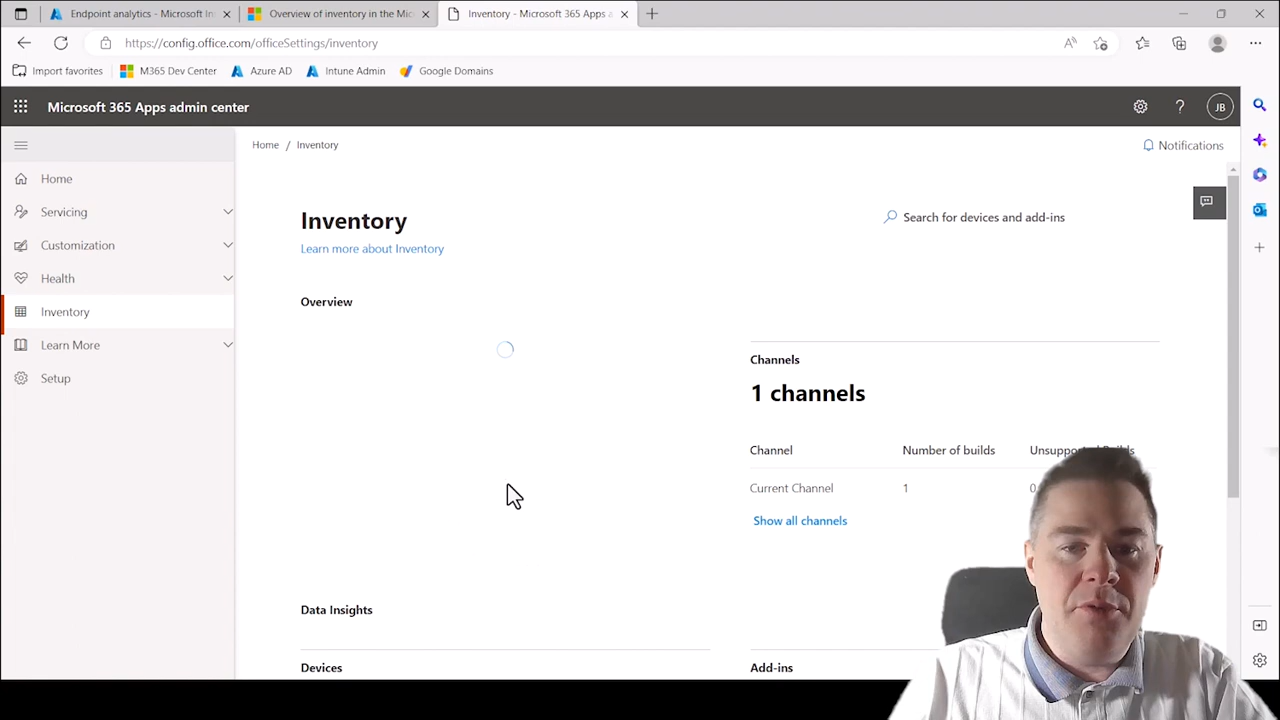 Endpoint analytics - Microsoft In
Overview of inventory in the Mic
Inventory - Microsoft 365 Apps a
https://config.office.com/officeSettings/inventory
Import favorites
M365 Dev Center
Azure AD
Intune Admin
Google Domains
Microsoft 365 Apps admin center
JB
Home / Inventory
Notifications
Home
Servicing
Customization
Health
Inventory
Learn More
Setup
Inventory
Search for devices and add-ins
Learn more about Inventory
Overview
Channels
1 channels
Channel Number of builds Unsupported Builds
Current Channel 1 0
Show all channels
Data Insights
Devices
Add-ins